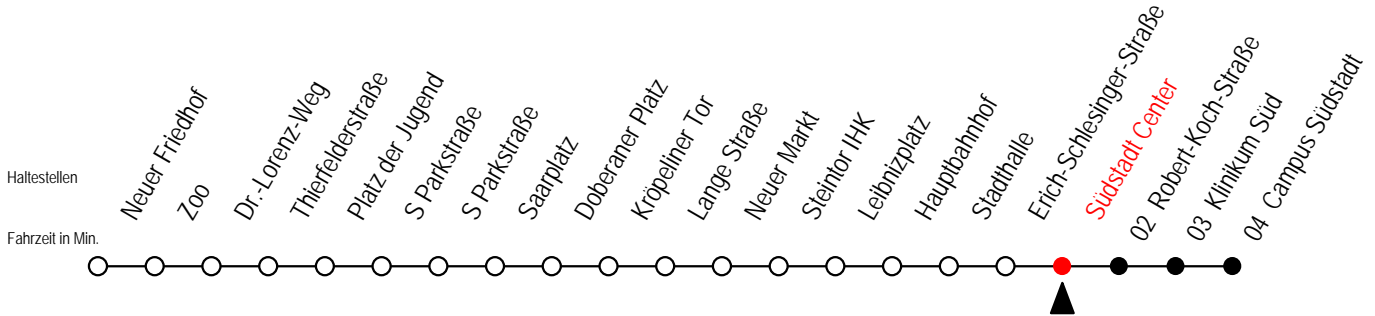 Haltestellen
Fahrzeit in Min.
Neuer Friedhof
Zoo
Dr.-Lorenz-Weg
Thierfelderstraße
Platz der Jugend
S Parkstraße
S Parkstraße
Saarplatz
Doberaner Platz
Kröpeliner Tor
Lange Straße
Neuer Markt
Steintor IHK
Leibnizplatz
Hauptbahnhof
Stadthalle
Erich-Schlesinger-Straße
Südstadt Center
02 Robert-Koch-Straße
03 Klinikum Süd
04 Campus Südstadt